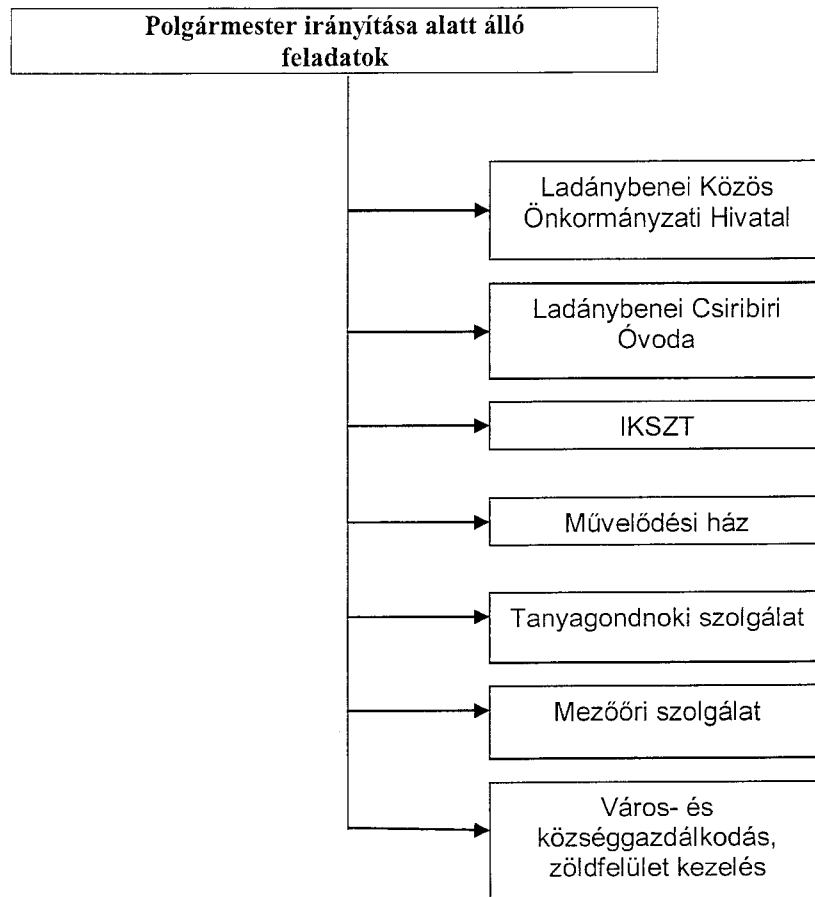 Polgármester irányítása alatt álló
feladatok
Ladánybenei Közös
Önkormányzati Hivatal
Ladánybenei Csiribiri
Óvoda
IKSZT
Művelődési ház
Tanyagondnoki szolgálat
Mezőőri szolgálat
Város- és
községgazdálkodás,
zöldfelület kezelés